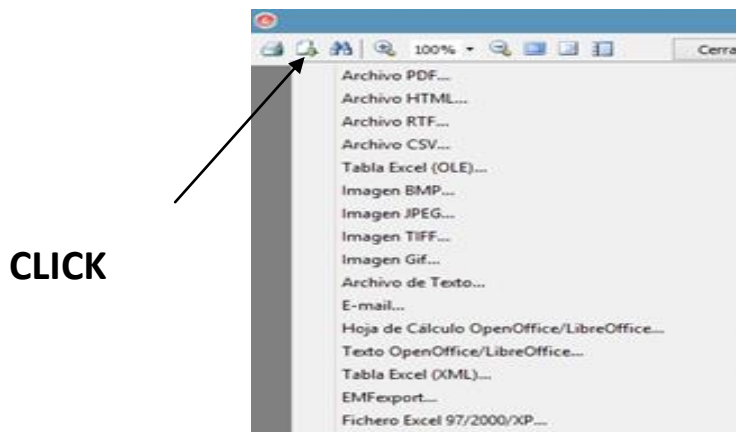 100%
Cerra
Archivo PDF...
Archivo HTML...
Archivo RTF...
Archivo CSV...
Tabla Excel (OLE)...
Imagen BMP...
Imagen JPEG...
Imagen TIFF...
Imagen Gif...
CLICK
Archivo de Texto...
E-mail...
Hoja de Cálculo OpenOffice/LibreOffice...
Texto OpenOffice/LibreOffice...
Tabla Excel (XML)...
EMFexport...
Fichero Excel 97/2000/XP...